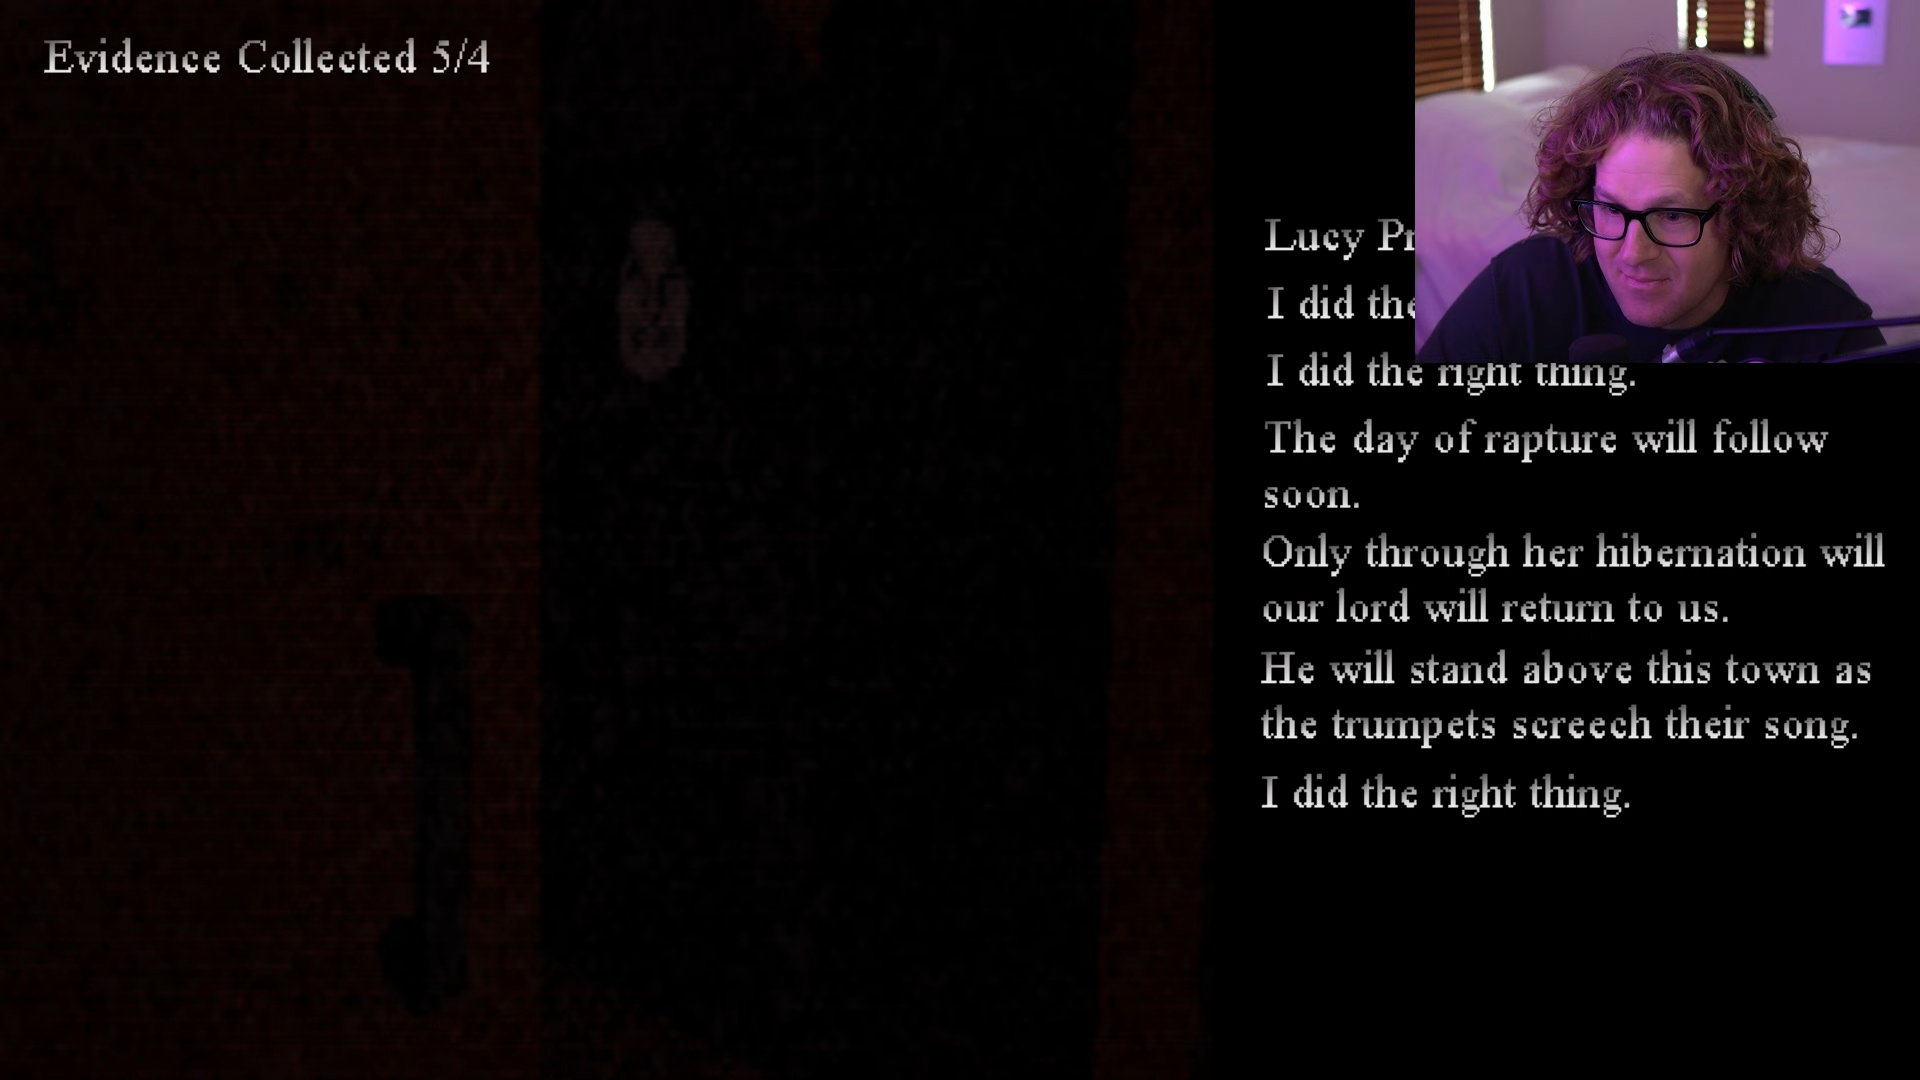 Evidence Collected 5/4
Lucy
I did the
I did the right thing.
The day of rapture will follow
soon.
Only through her hibernation will
our lord will return to us.
He will stand above this town as
the trumpets screech their song.
I did the right thing.